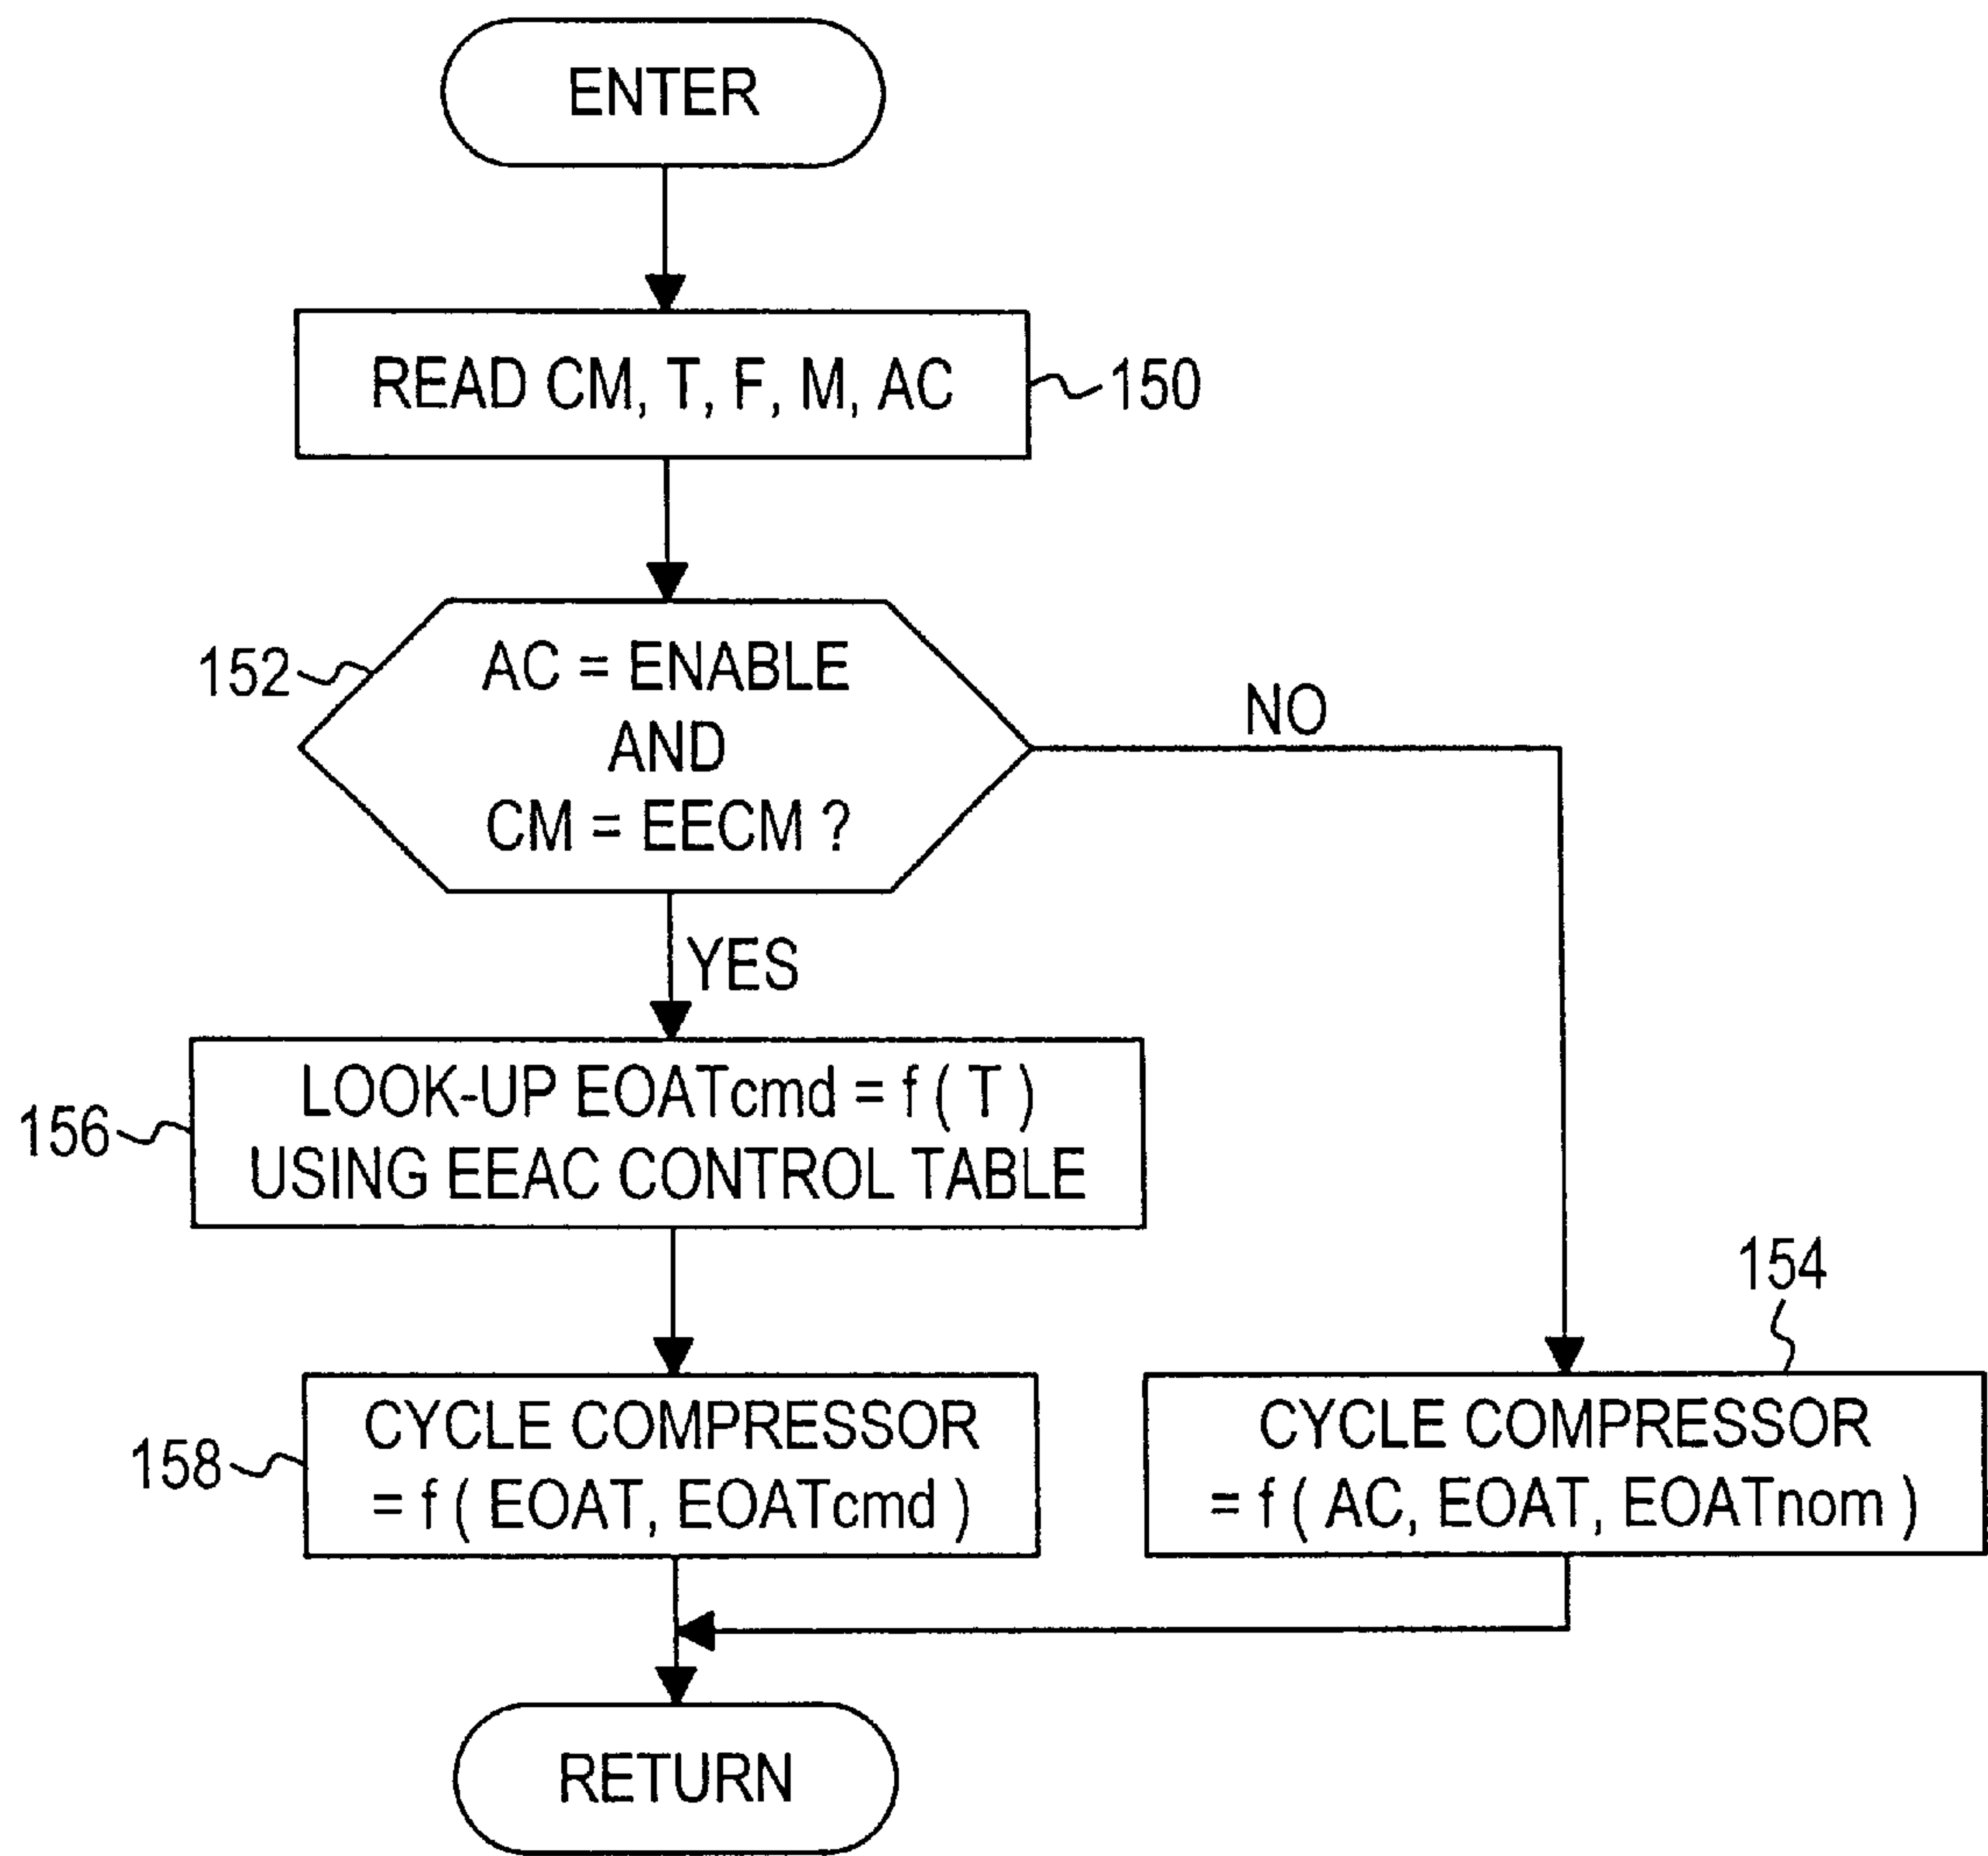 ENTER
READ CM, T, F, M, AC
150
152
AC = ENABLE
AND
CM = EECM ?
NO
YES
LOOK-UP EOATcmd = f ( T )
USING EEAC CONTROL TABLE
156
154
CYCLE COMPRESSOR
= f ( EOAT, EOATcmd )
158
CYCLE COMPRESSOR
= f ( AC, EOAT, EOATnom )
RETURN